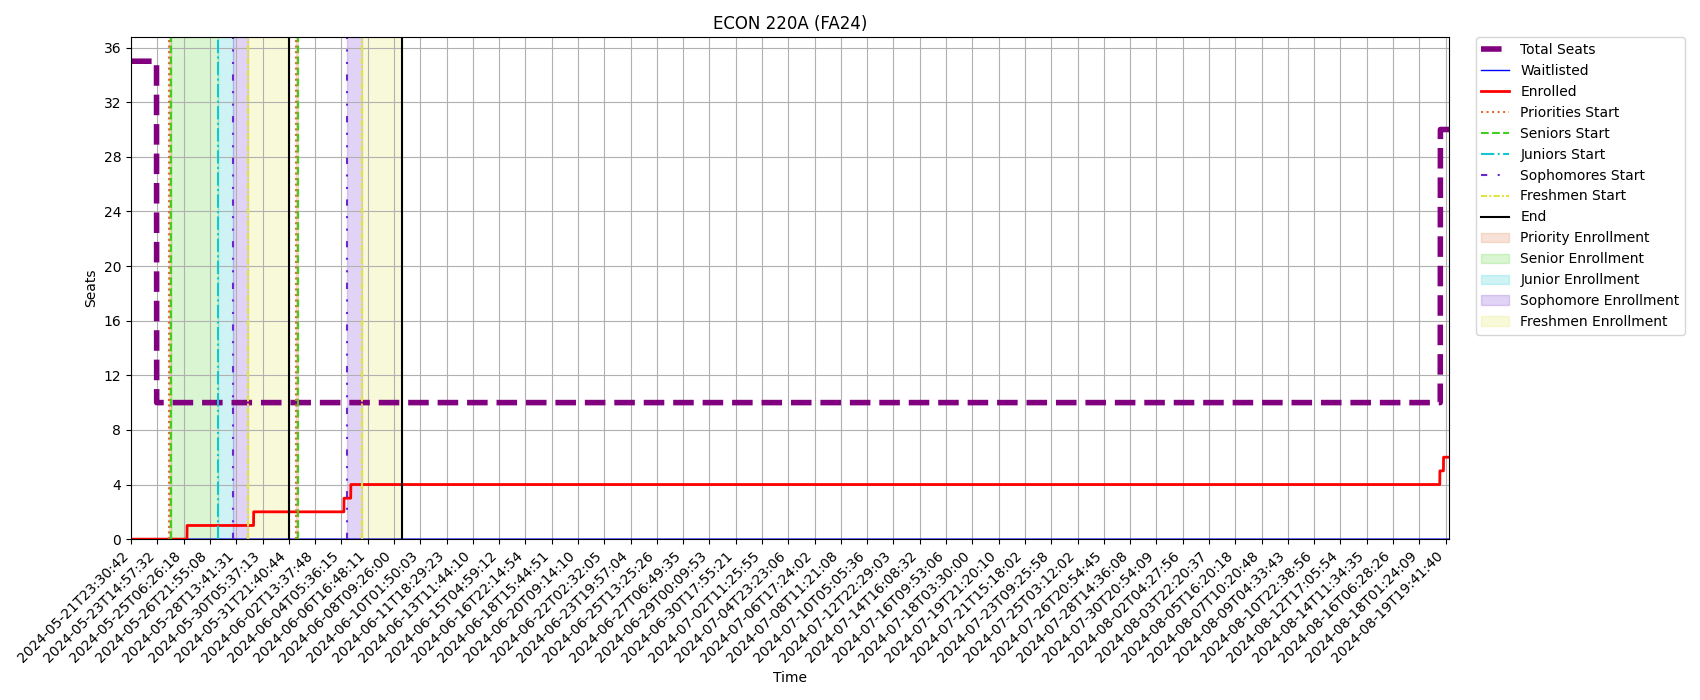 ECON 220A (FA24)
Seats
36
32
28
24
20
16
12
8
4
0
2024-05-21T23:30:42
2024-05-23T14:57:32
2024-05-25T06:26:18
2024-05-26T21:55:08
2024-05-28T13:41:31
2024-05-30T05:37:13
2024-05-31T21:40:44
2024-06-02T13:37:48
2024-06-04T05:36:15
2024-06-06T16:48:11
2024-06-08T09:26:00
2024-06-10T01:50:03
2024-06-11T18:29:23
2024-06-13T11:44:10
2024-06-15T04:59:12
2024-06-16T22:14:54
2024-06-18T15:44:51
2024-06-20T09:14:10
2024-06-22T02:32:05
2024-06-23T19:57:04
2024-06-25T13:25:26
2024-06-27T06:49:35
2024-06-29T00:09:53
2024-06-30T17:55:21
2024-07-02T11:25:55
2024-07-04T23:23:06
2024-07-06T17:24:02
2024-07-08T11:21:08
2024-07-10T05:05:36
2024-07-12T22:29:03
2024-07-14T16:08:32
2024-07-16T09:53:06
2024-07-18T03:30:00
2024-07-19T21:20:10
2024-07-21T15:18:02
2024-07-23T09:25:58
2024-07-25T03:12:02
2024-07-26T20:54:45
2024-07-28T14:36:08
2024-07-30T20:54:09
2024-08-02T04:27:56
2024-08-03T22:20:37
2024-08-05T16:20:18
2024-08-07T10:20:48
2024-08-09T04:33:43
2024-08-10T22:38:56
2024-08-12T17:05:54
2024-08-14T11:34:35
2024-08-16T06:28:26
2024-08-18T01:24:09
2024-08-19T19:41:40
Time
Total Seats
Waitlisted
Enrolled
Priorities Start
Seniors Start
Juniors Start
Sophomores Start
Freshmen Start
End
Priority Enrollment
Senior Enrollment
Junior Enrollment
Sophomore Enrollment
Freshmen Enrollment